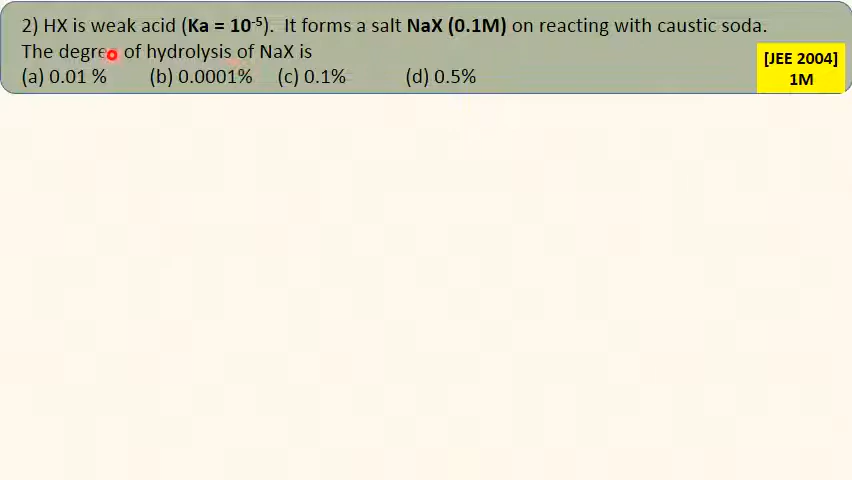 2) HX is weak acid (Ka = 10⁻⁵). It forms a salt NaX (0.1M) on reacting with caustic soda.
The degree of hydrolysis of NaX is
(a) 0.01 % (b) 0.0001% (c) 0.1% (d) 0.5%
[JEE 2004]
1M